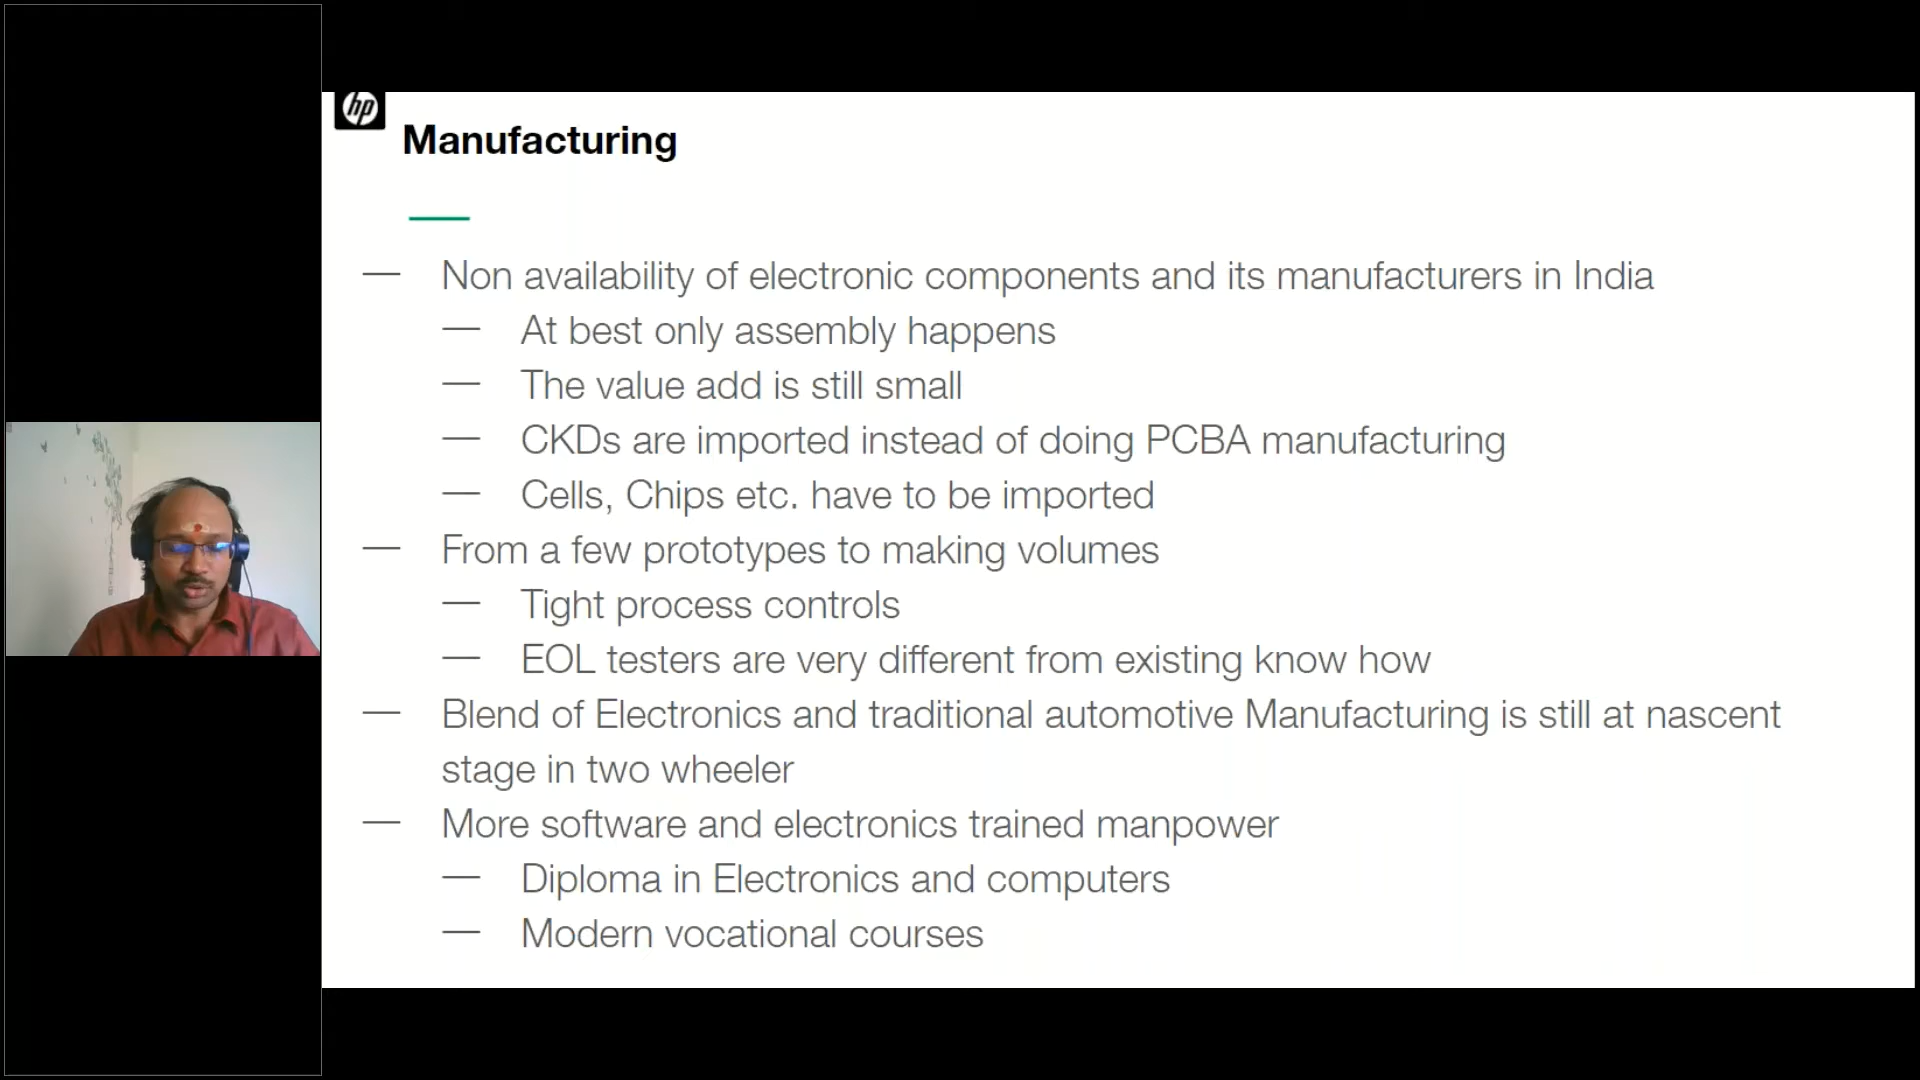 hp
Manufacturing
— Non availability of electronic components and its manufacturers in India
— At best only assembly happens
— The value add is still small
— CKDs are imported instead of doing PCBA manufacturing
— Cells, Chips etc. have to be imported
— From a few prototypes to making volumes
— Tight process controls
— EOL testers are very different from existing know how
— Blend of Electronics and traditional automotive Manufacturing is still at nascent
stage in two wheeler
— More software and electronics trained manpower
— Diploma in Electronics and computers
— Modern vocational courses